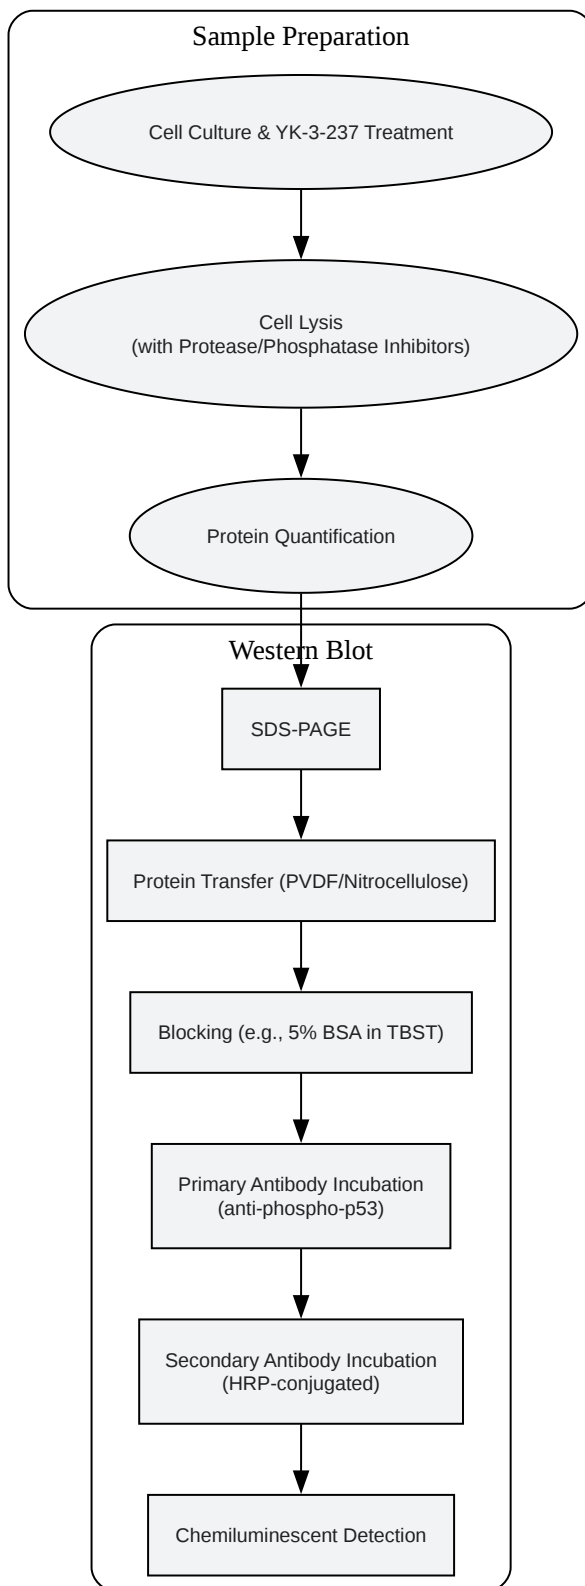 Sample Preparation
Cell Culture & YK-3-237 Treatment
Cell Lysis
(with Protease/Phosphatase Inhibitors)
Protein Quantification
Western Blot
SDS-PAGE
Protein Transfer (PVDF/Nitrocellulose)
Blocking (e.g., 5% BSA in TBST)
Primary Antibody Incubation
(anti-phospho-p53)
Secondary Antibody Incubation
(HRP-conjugated)
Chemiluminescent Detection